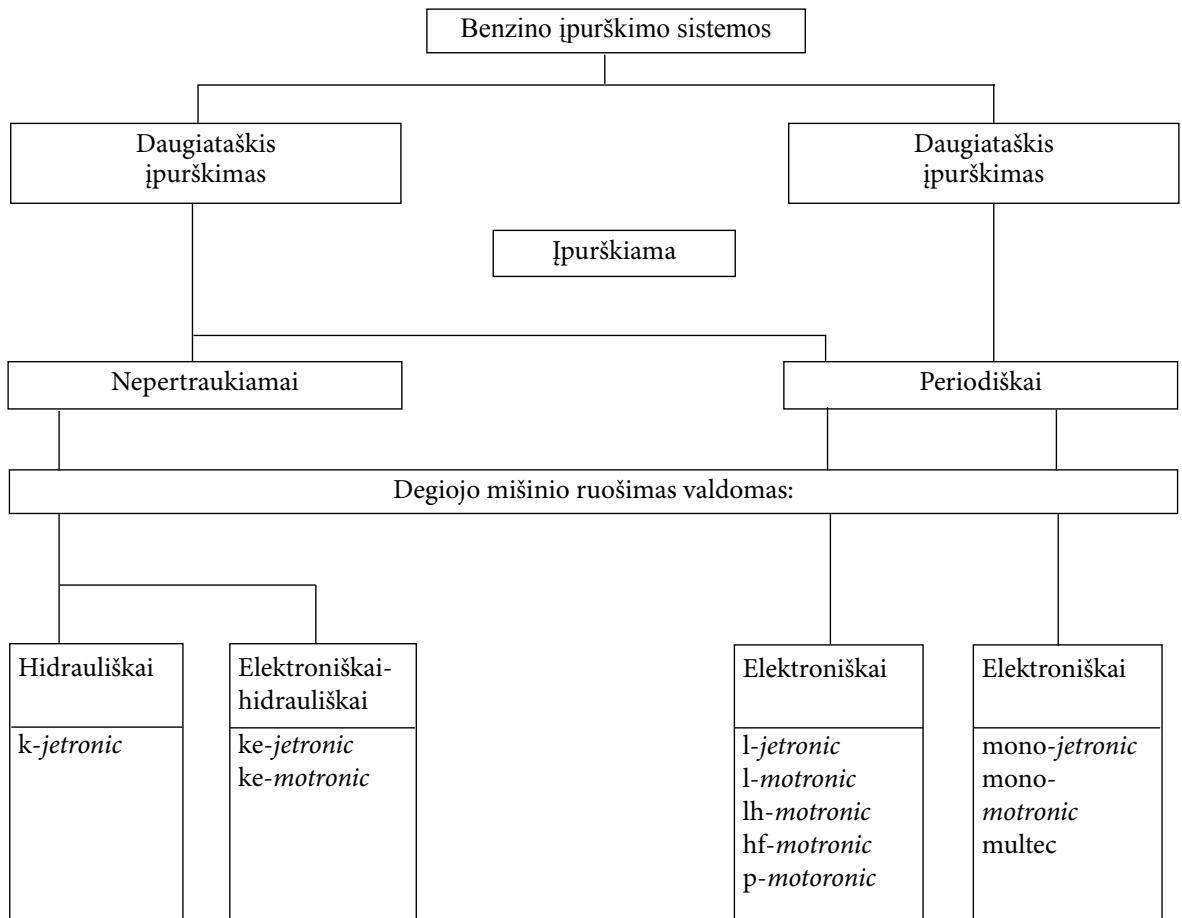 Benzino įpurškimo sistemos
Daugiataškis
įpurškimas
Daugiataškis
įpurškimas
Įpurškiama
Nepertraukiamai
Periodiškai
Degiojo mišinio ruošimas valdomas:
Hidrauliškai
k-jetronic
Elektroniškai-
hidrauliškai
ke-jetronic
ke-motronic
Elektroniškai
l-jetronic
l-motronic
lh-motronic
hf-motronic
p-motoronic
Elektroniškai
mono-jetronic
mono-
motronic
multec